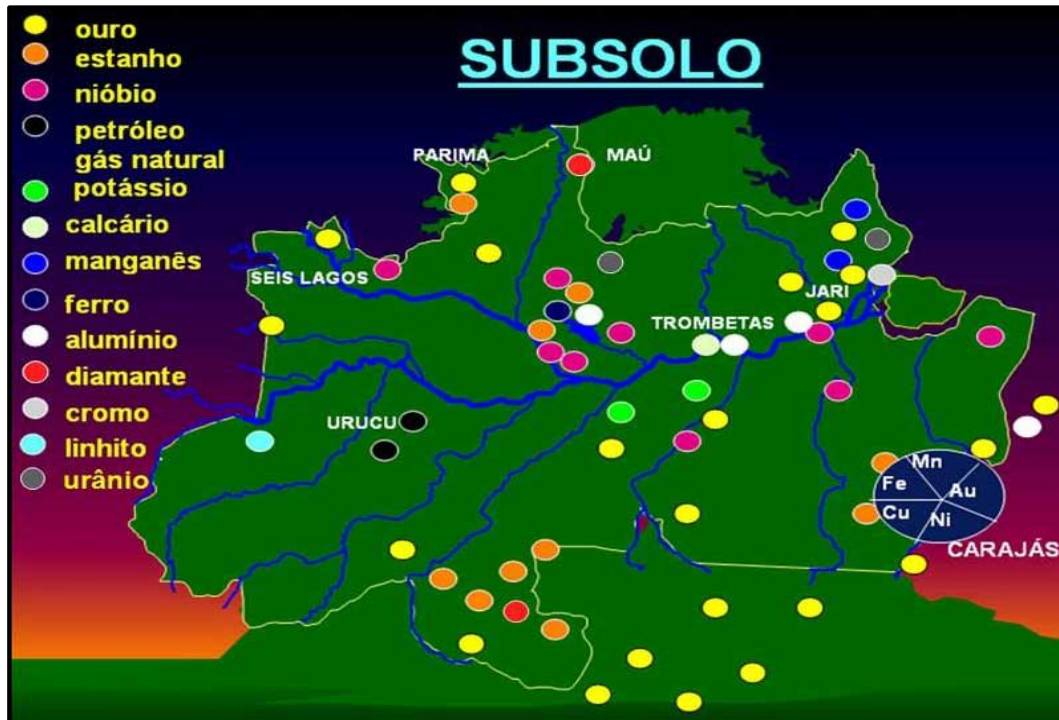 SUBSOLO
ouro
estanho
nióbio
petróleo
gás natural
potássio
calcário
manganês
ferro
alumínio
diamante
cromo
linhito
urânio
PARIMA
MAÚ
SEIS LAGOS
JARI
TROMBETAS
URUCU
Mn
Fe
Au
Cu
Ni
CARAJÁS